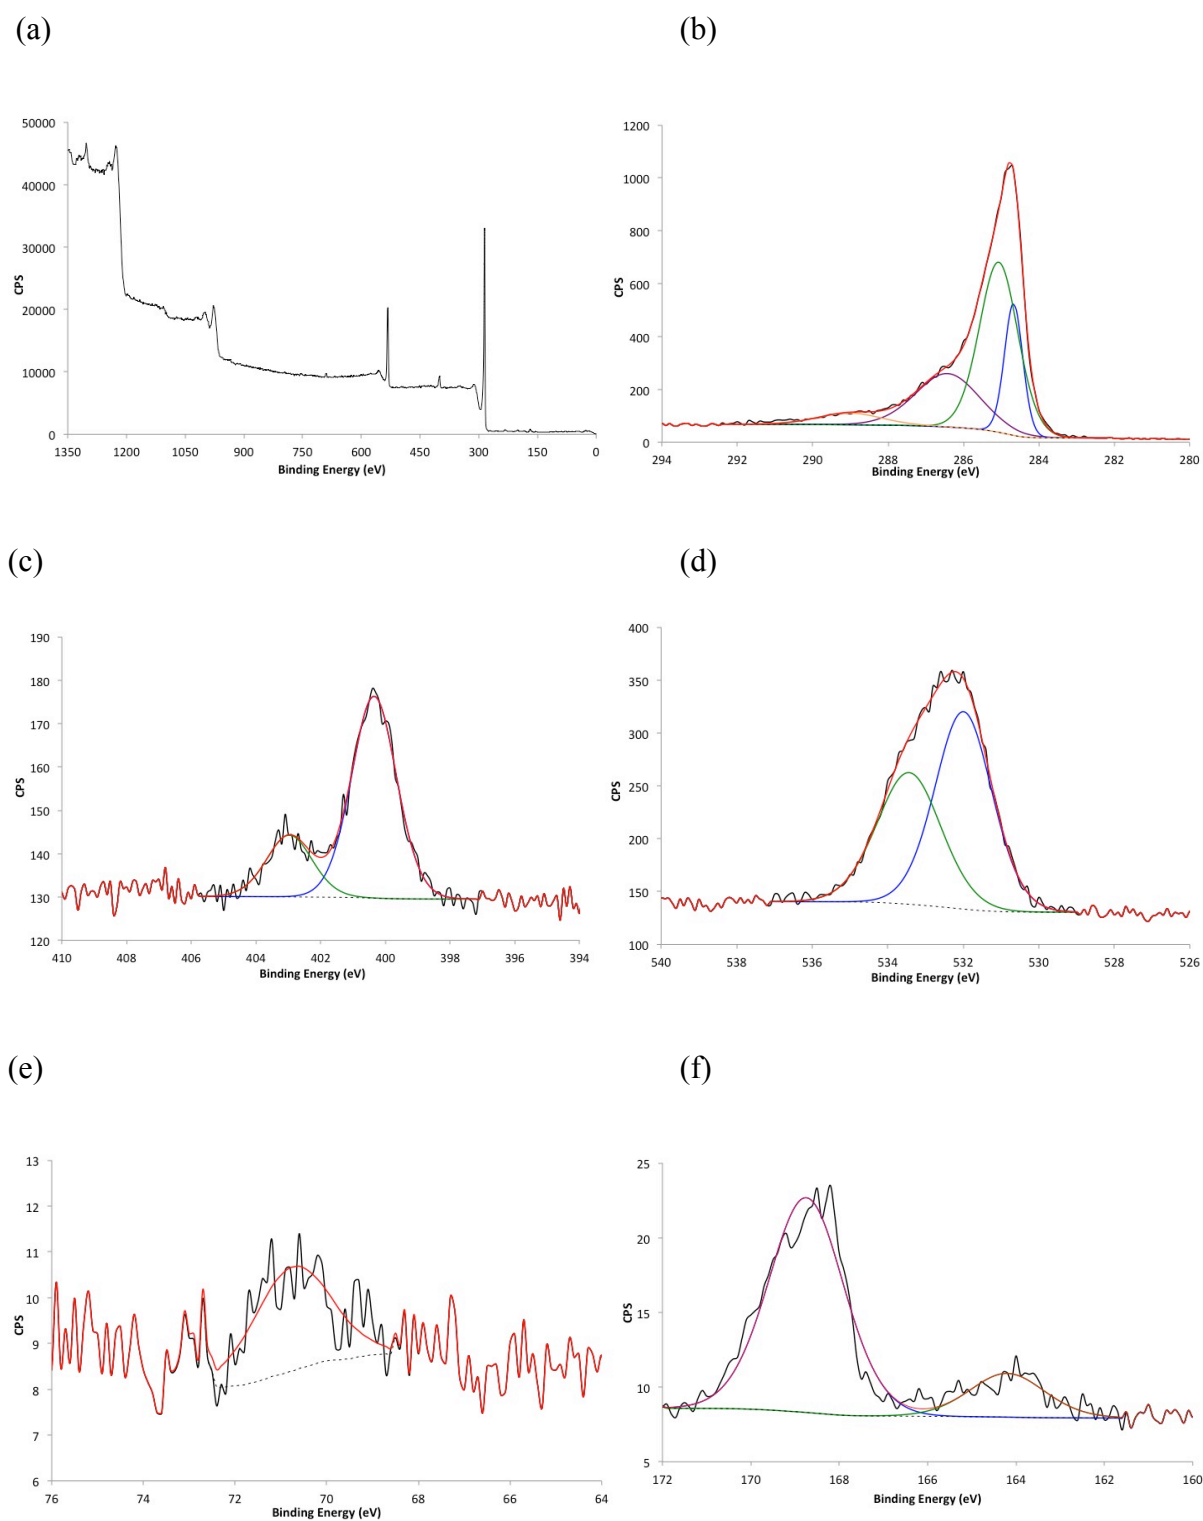 (a)
(b)
50000
40000
30000
20000
10000
0
CPS
1350 1200 1050 900 750 600 450 300 150 0
Binding Energy (eV)
1200
1000
800
600
400
200
0
CPS
294 292 290 288 286 284 282 280
Binding Energy (eV)
(c)
(d)
190
180
170
160
150
140
130
120
CPS
410 408 406 404 402 400 398 396 394
Binding Energy (eV)
400
350
300
250
200
150
100
CPS
540 538 536 534 532 530 528 526
Binding Energy (eV)
(e)
(f)
13
12
11
10
9
8
7
6
CPS
76 74 72 70 68 66 64
Binding Energy (eV)
25
20
15
10
5
CPS
172 170 168 166 164 162 160
Binding Energy (eV)